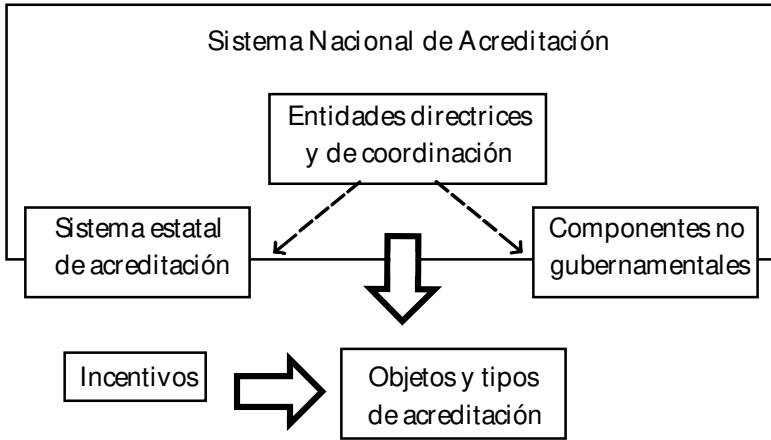 Sistema Nacional de Acreditación
Entidades directrices
y de coordinación
Sistema estatal
de acreditación
Componentes no
gubernamentales
Incentivos
Objetos y tipos
de acreditación